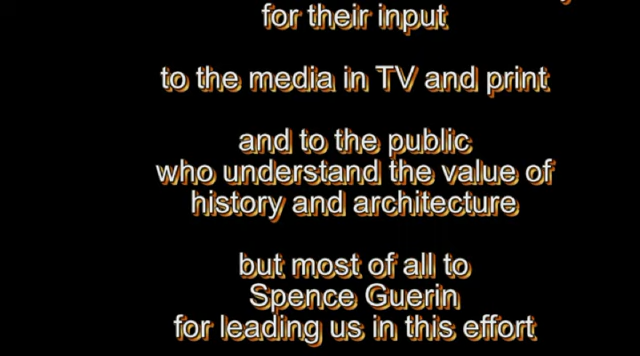 for their input
to the media in TV and print
and to the public
who understand the value of
history and architecture
but most of all to
Spence Guerin
for leading us in this effort